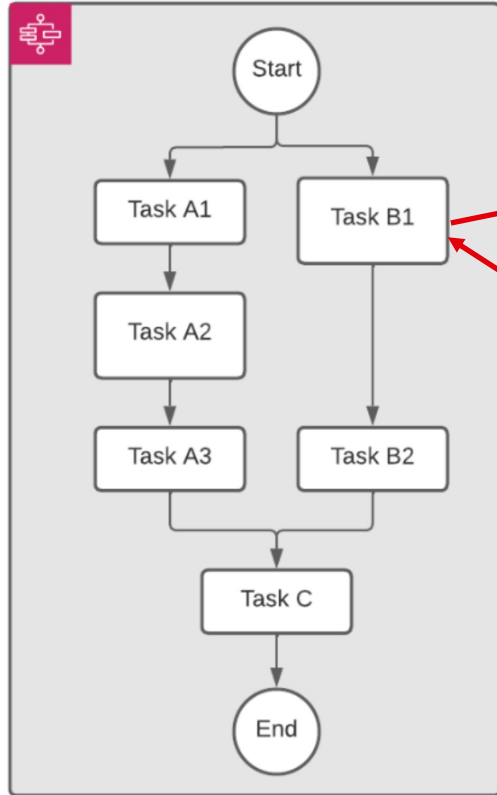 Start
Task A1
Task B1
Task A2
Task A3
Task B2
Task C
End